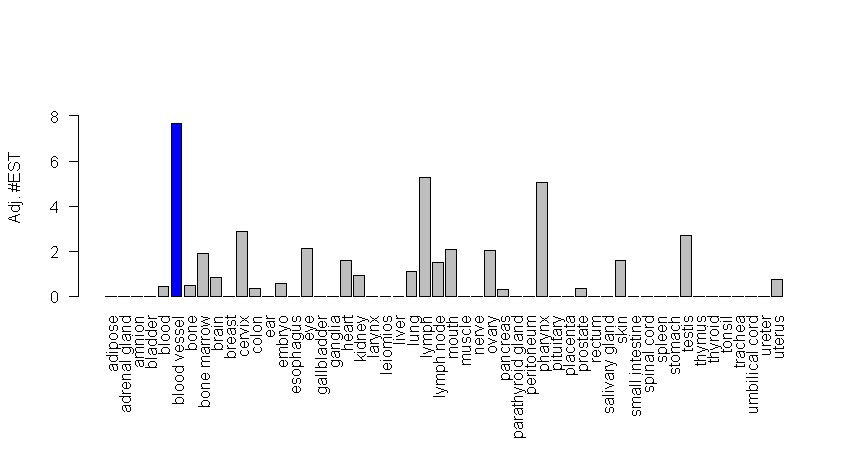 Adj. #EST
8
6
4
2
0
adipose
adrenal gland
amnion
bladder
blood
blood vessel
bone
bone marrow
brain
breast
cervix
colon
ear
embryo
esophagus
eye
gallbladder
ganglia
heart
kidney
larynx
leiomios
liver
lung
lymph
lymph node
mouth
muscle
nerve
ovary
pancreas
parathyroid gland
peritoneum
pharynx
pituitary
placenta
prostate
rectum
salivary gland
skin
small intestine
spinal cord
spleen
stomach
testis
thymus
thyroid
tonsil
trachea
umbilical cord
ureter
uterus